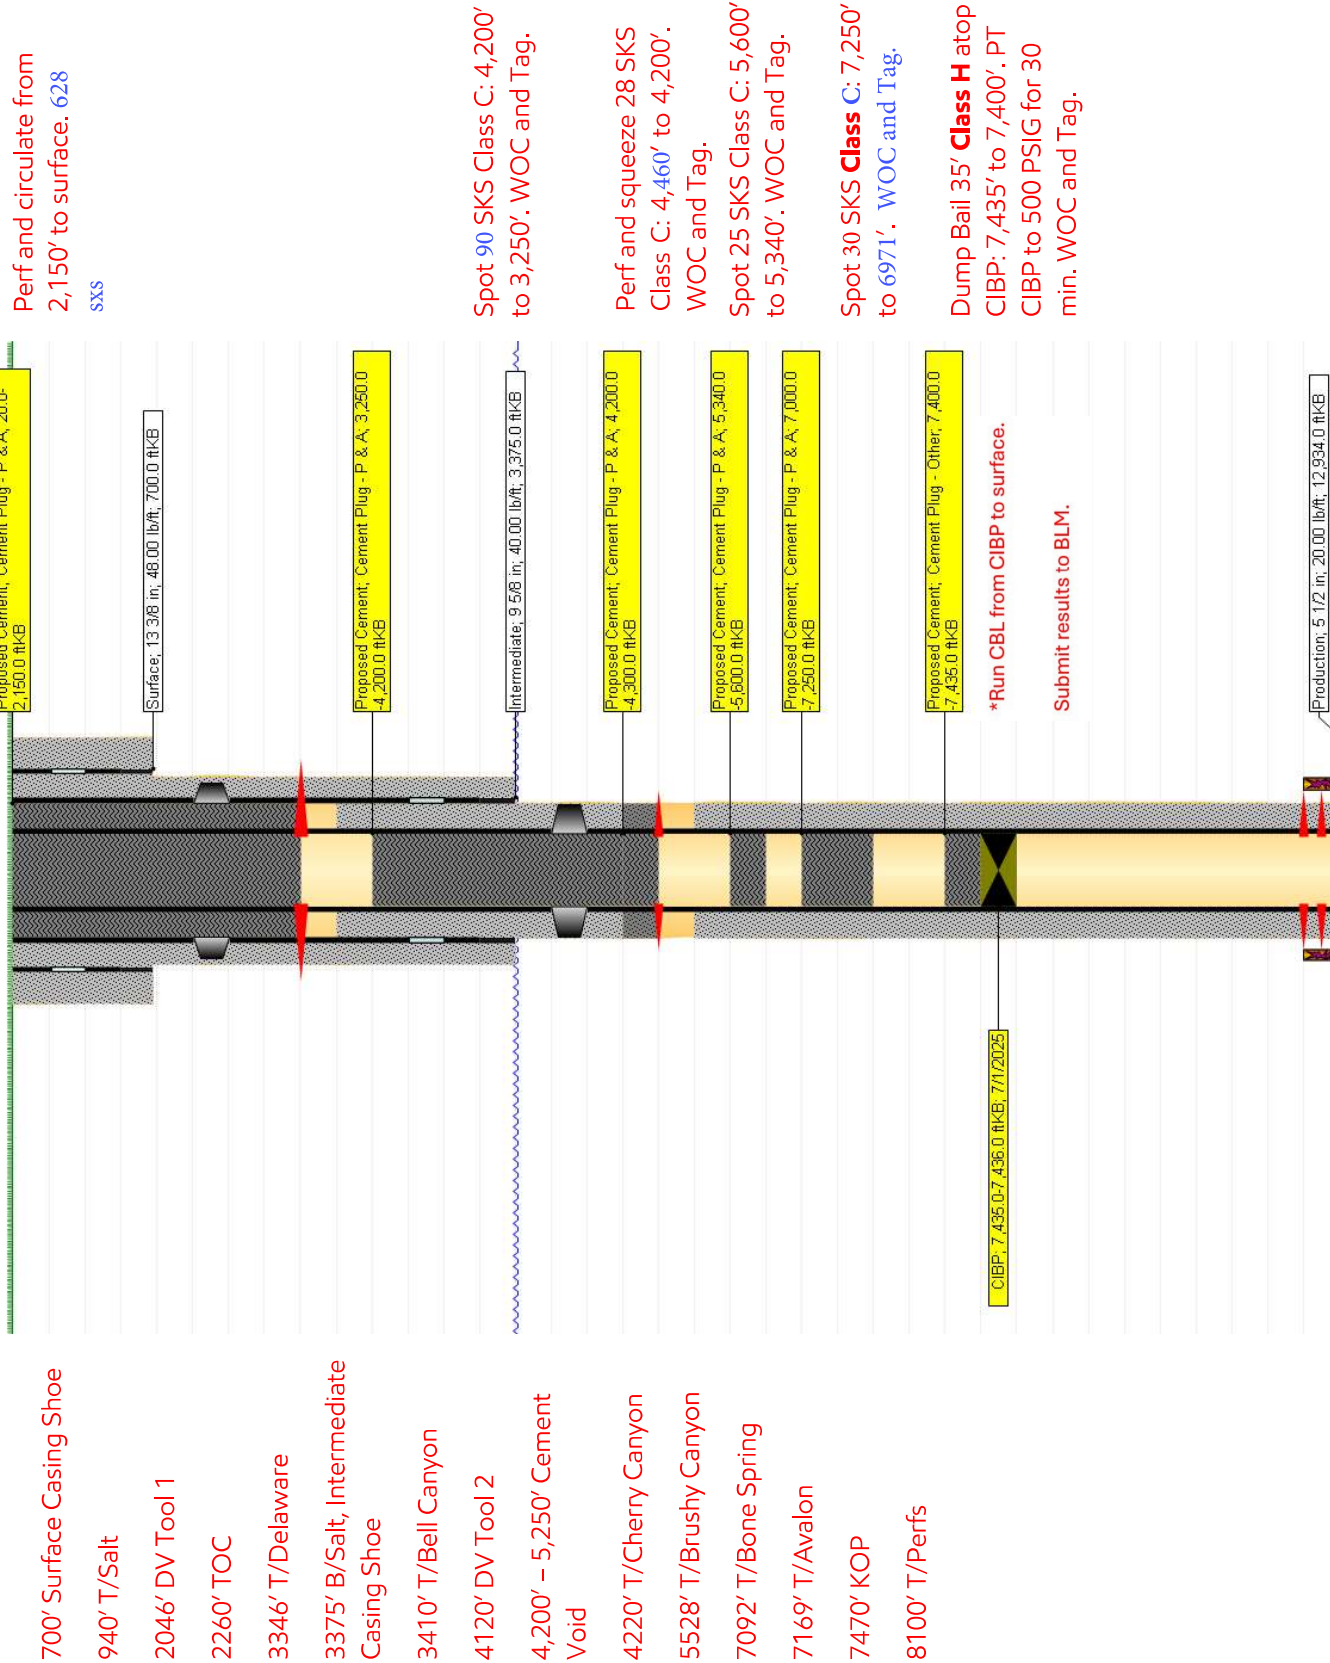 700’ Surface Casing Shoe
940’ T/Salt
2046’ DV Tool 1
2260’ TOC
3346’ T/Delaware
3375’ B/Salt, Intermediate
Casing Shoe
3410’ T/Bell Canyon
4120’ DV Tool 2
4,200’ – 5,250’ Cement
Void
4220’ T/Cherry Canyon
5528’ T/Brushy Canyon
7092’ T/Bone Spring
7169’ T/Avalon
7470’ KOP
8100’ T/Perfs
CIBP; 7,435.0-7,436.0 ftKB; 7/1/2025
Proposed Cement; Cement Plug - P & A; 20.0-
2,150.0 ftKB
Surface; 13 3/8 in; 48.00 lb/ft; 700.0 ftKB
Proposed Cement; Cement Plug - P & A; 3,250.0
-4,200.0 ftKB
Intermediate; 9 5/8 in; 40.00 lb/ft; 3,375.0 ftKB
Proposed Cement; Cement Plug - P & A; 4,200.0
-4,300.0 ftKB
Proposed Cement; Cement Plug - P & A; 5,340.0
-5,600.0 ftKB
Proposed Cement; Cement Plug - P & A; 7,000.0
-7,250.0 ftKB
Proposed Cement; Cement Plug - Other; 7,400.0
-7,435.0 ftKB
*Run CBL from CIBP to surface.
Submit results to BLM.
Production; 5 1/2 in; 20.00 lb/ft; 12,934.0 ftKB
Perf and circulate from
2,150’ to surface. 628
sxs
Spot 90 SKS Class C: 4,200’
to 3,250’. WOC and Tag.
Perf and squeeze 28 SKS
Class C: 4,460’ to 4,200’.
WOC and Tag.
Spot 25 SKS Class C: 5,600’
to 5,340’. WOC and Tag.
Spot 30 SKS Class C: 7,250’
to 6971’. WOC and Tag.
Dump Bail 35’ Class H atop
CIBP: 7,435’ to 7,400’. PT
CIBP to 500 PSIG for 30
min. WOC and Tag.